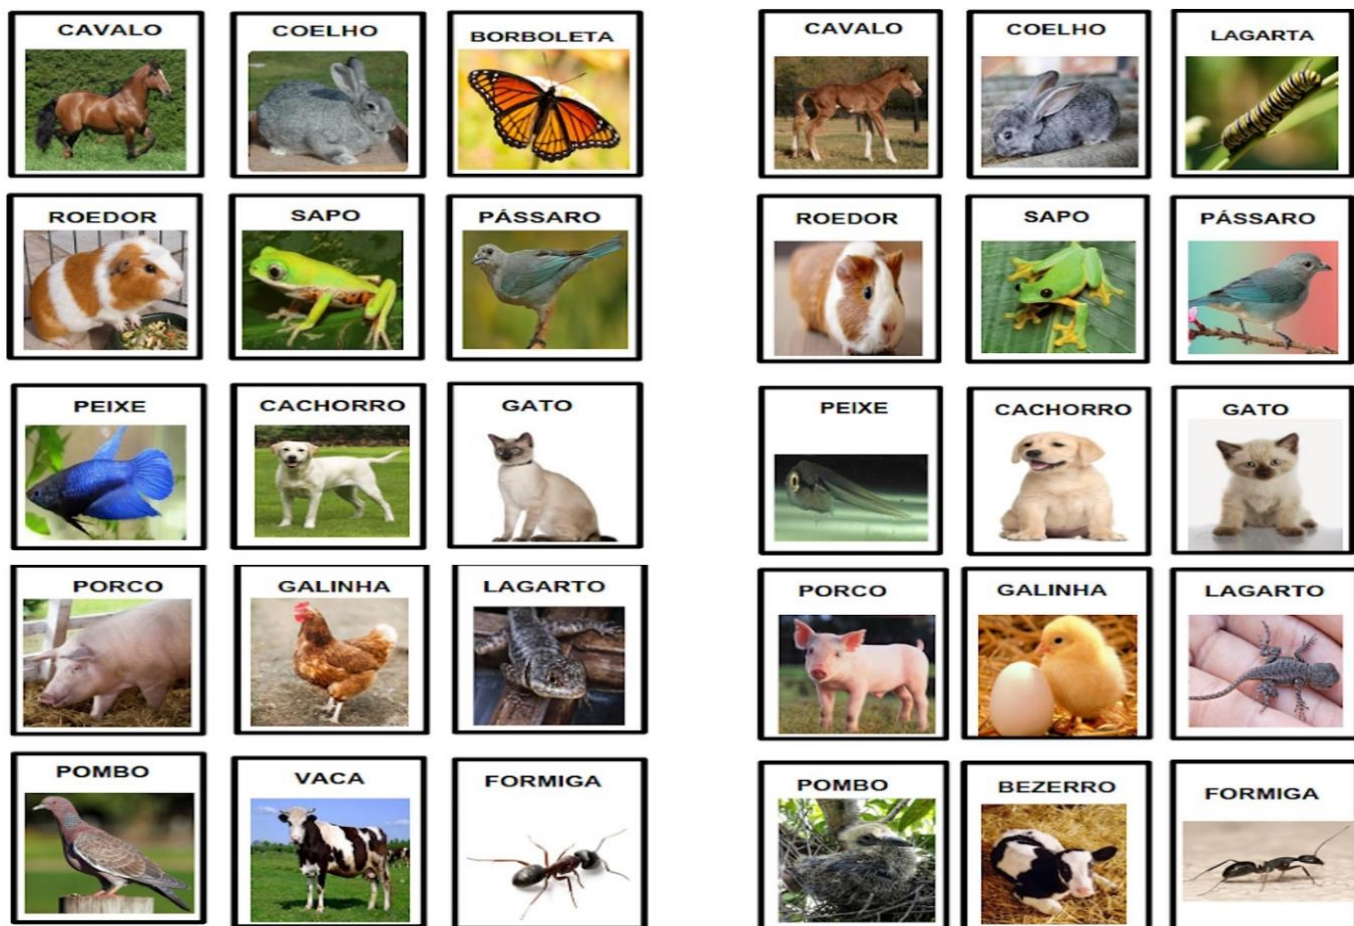 CAVALO
COELHO
BORBOLETA
ROEDOR
SAPO
PÁSSARO
PEIXE
CACHORRO
GATO
PORCO
GALINHA
LAGARTO
POMBO
VACA
FORMIGA
CAVALO
COELHO
LAGARTA
ROEDOR
SAPO
PÁSSARO
PEIXE
CACHORRO
GATO
PORCO
GALINHA
LAGARTO
POMBO
BEZERRO
FORMIGA